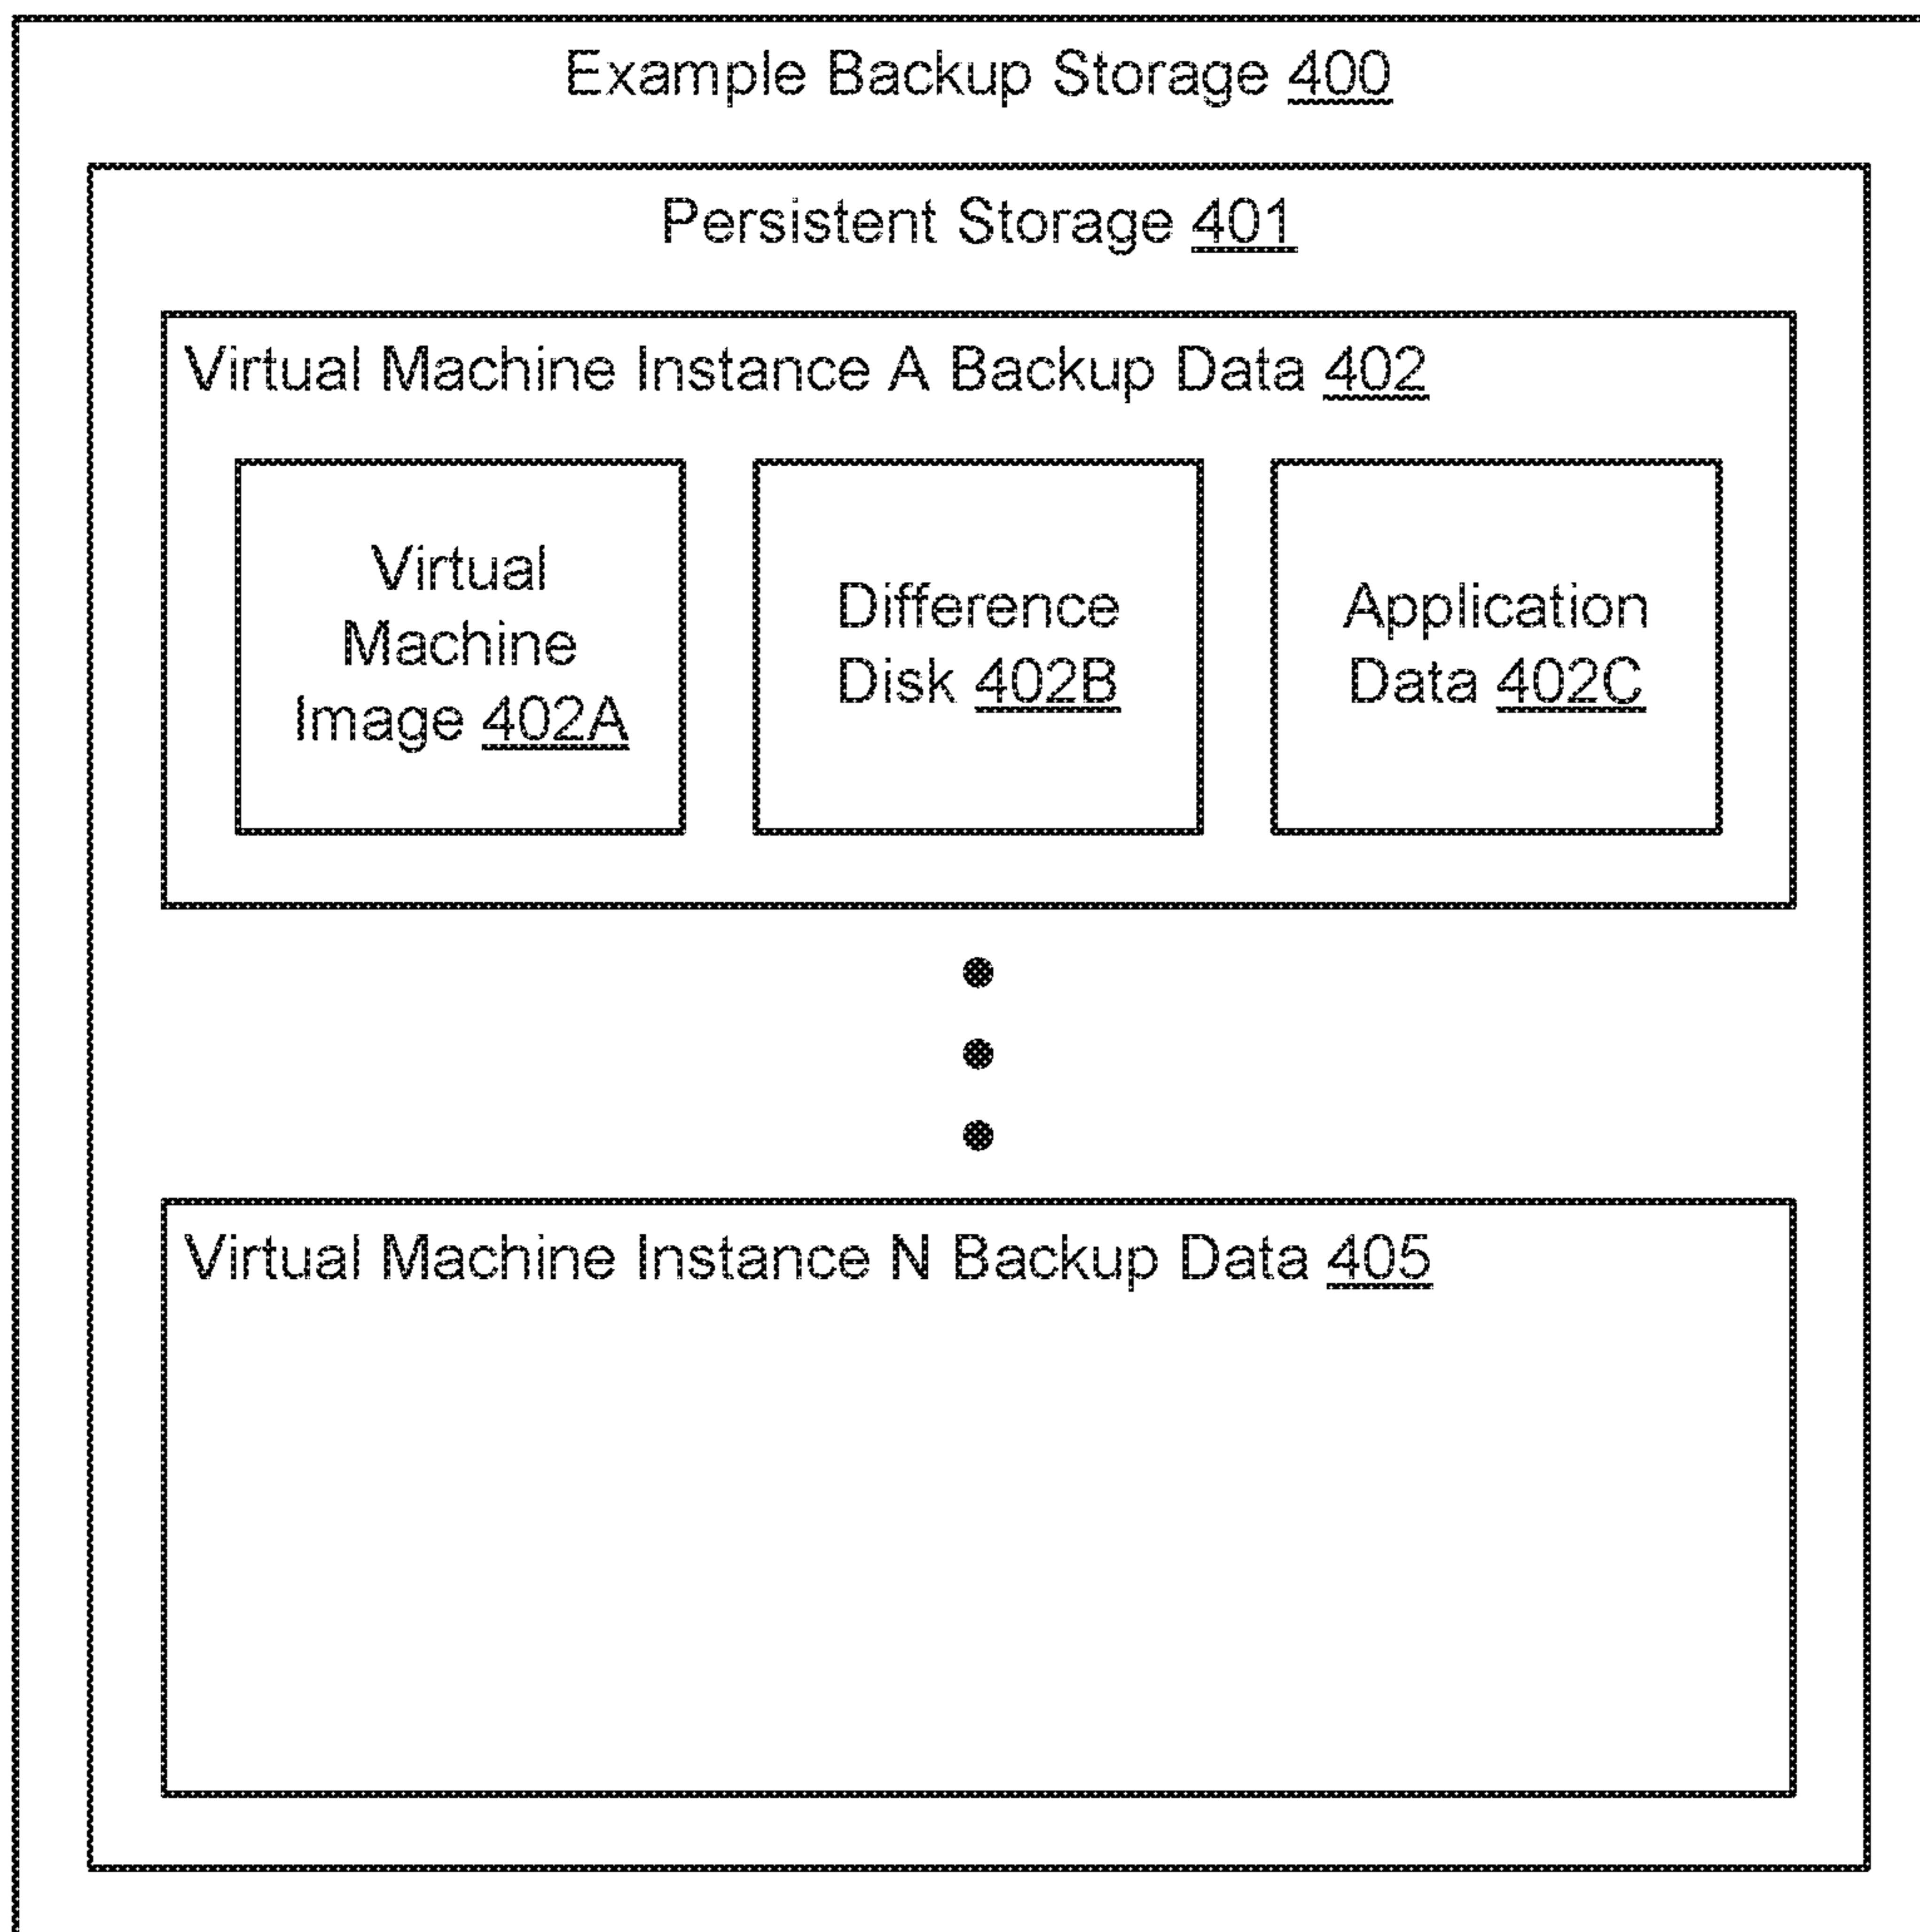 Example Backup Storage 400
Persistent Storage 401
Virtual Machine Instance A Backup Data 402
Virtual
Machine
Image 402A
Difference
Disk 402B
Application
Data 402C
Virtual Machine Instance N Backup Data 405